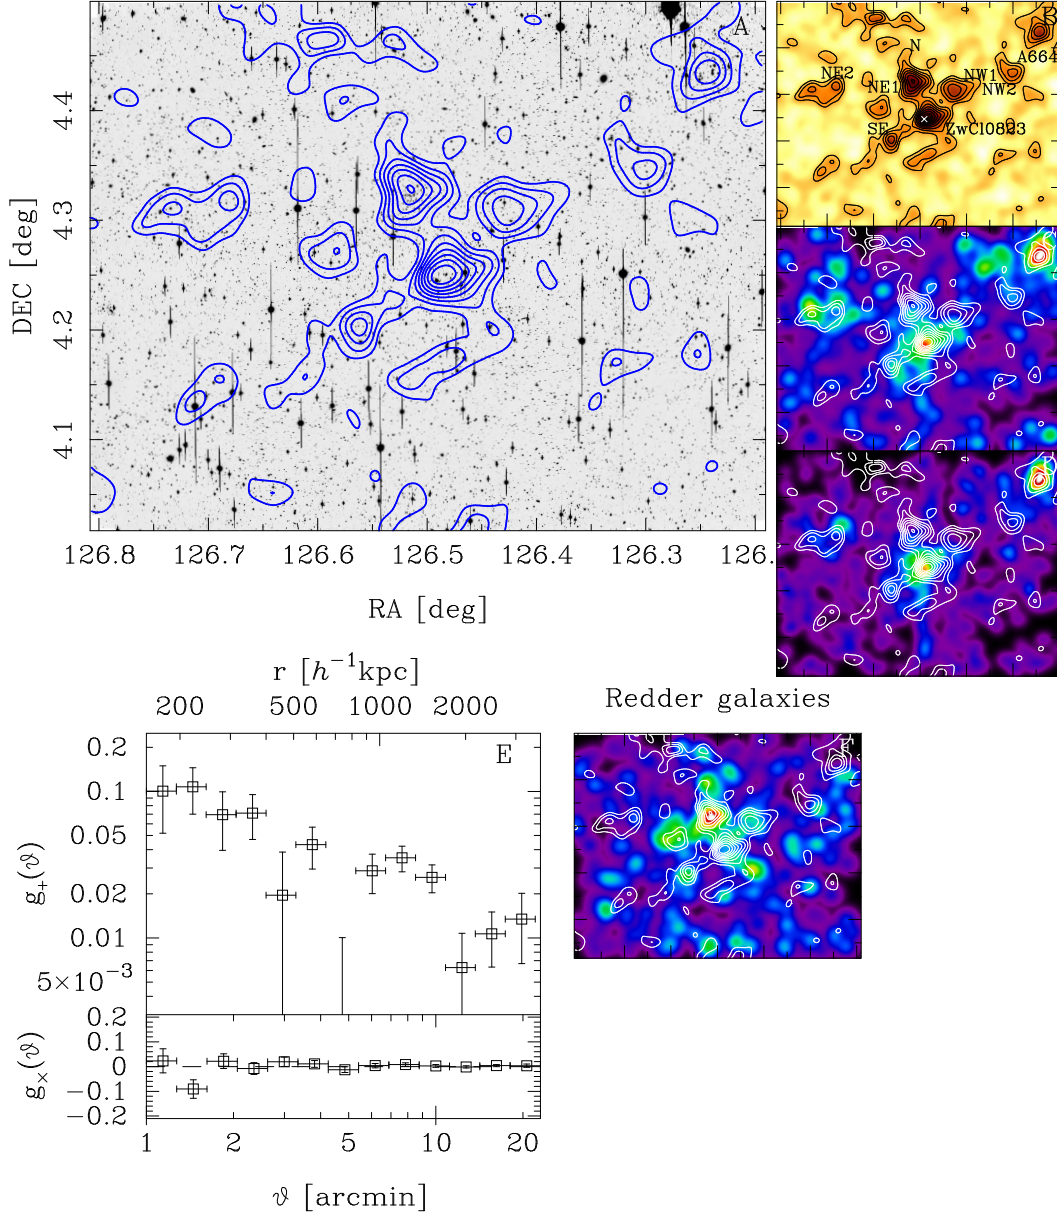 A
4.4
4.3
4.2
4.1
DEC [deg]
126.8 126.7 126.6 126.5 126.4 126.3 126.
RA [deg]
B
N
A664
NE2
NE1
NW1
NW2
SE
ZwCl0823
r [h⁻¹kpc]
200 500 1000 2000
E
0.2
0.1
0.05
0.02
0.01
5×10⁻³
g₊(ϑ)
0.2
0.1
0
−0.1
−0.2
g×(ϑ)
1 2 5 10 20
ϑ [arcmin]
Redder galaxies
F